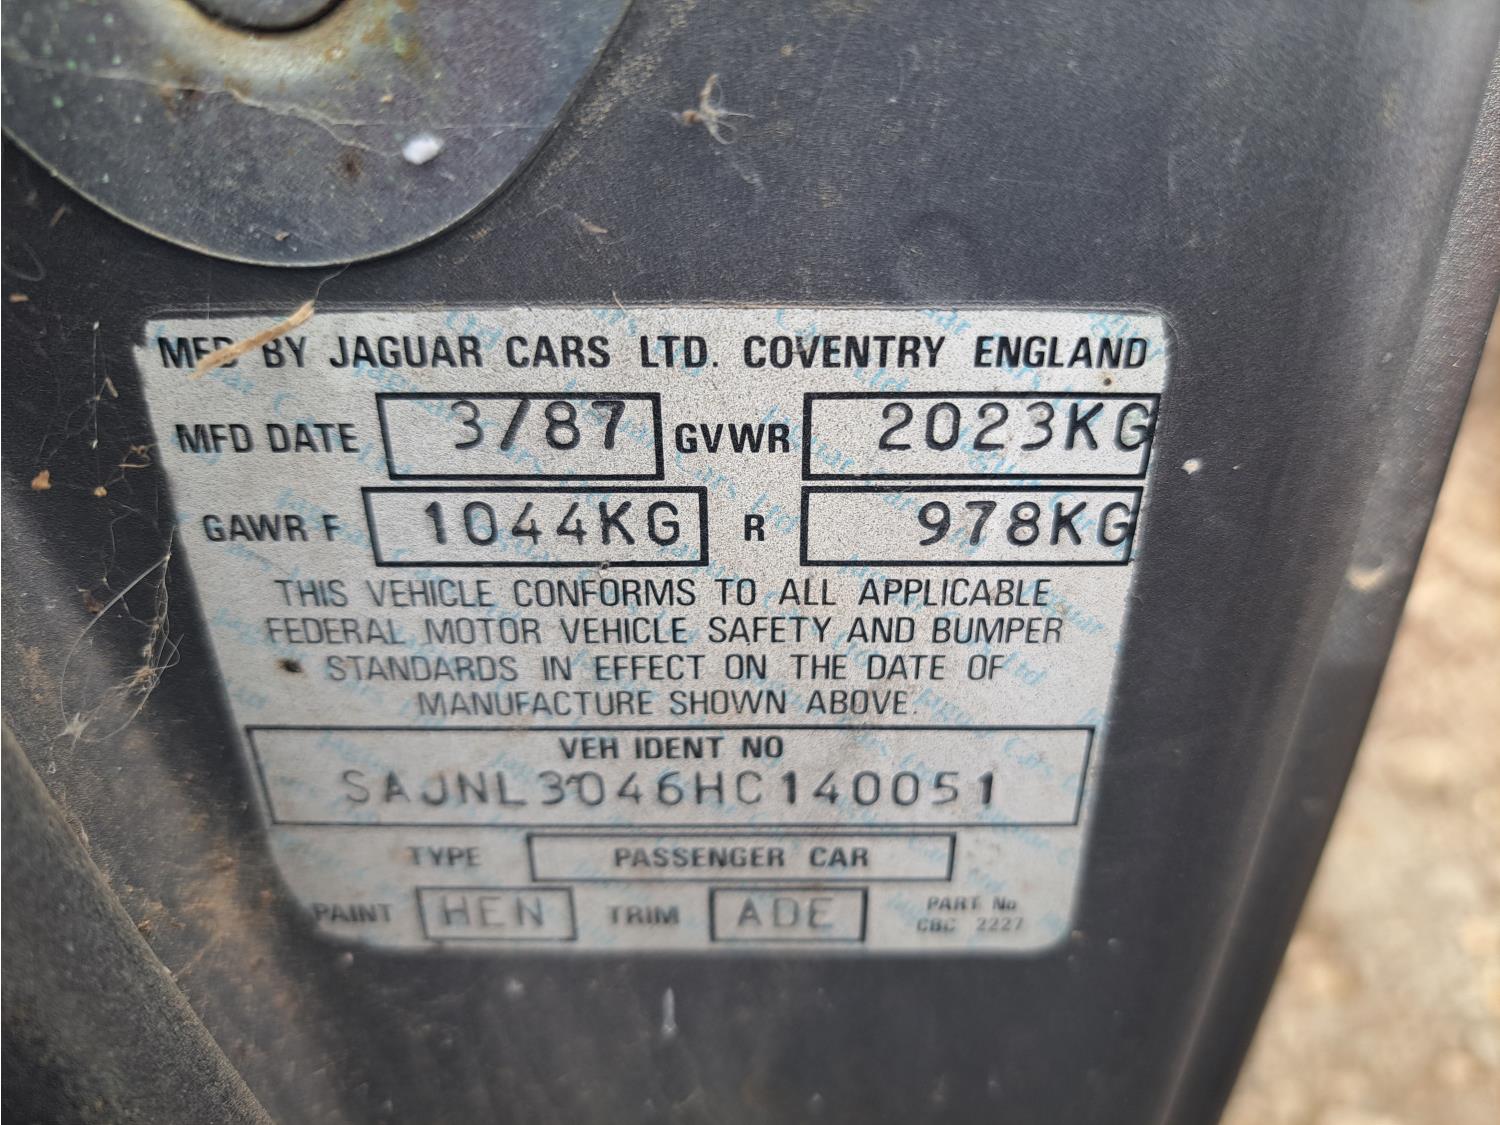 MFD BY JAGUAR CARS LTD. COVENTRY ENGLAND
MFD DATE 3/87 GVWR 2023KG
GAWR F 1044KG R 978KG
THIS VEHICLE CONFORMS TO ALL APPLICABLE
FEDERAL MOTOR VEHICLE SAFETY AND BUMPER
STANDARDS IN EFFECT ON THE DATE OF
MANUFACTURE SHOWN ABOVE.
VEH IDENT NO
SAJNL3046HC140051
TYPE PASSENGER CAR
PAINT HEN TRIM ADE PART No
CBC 2227